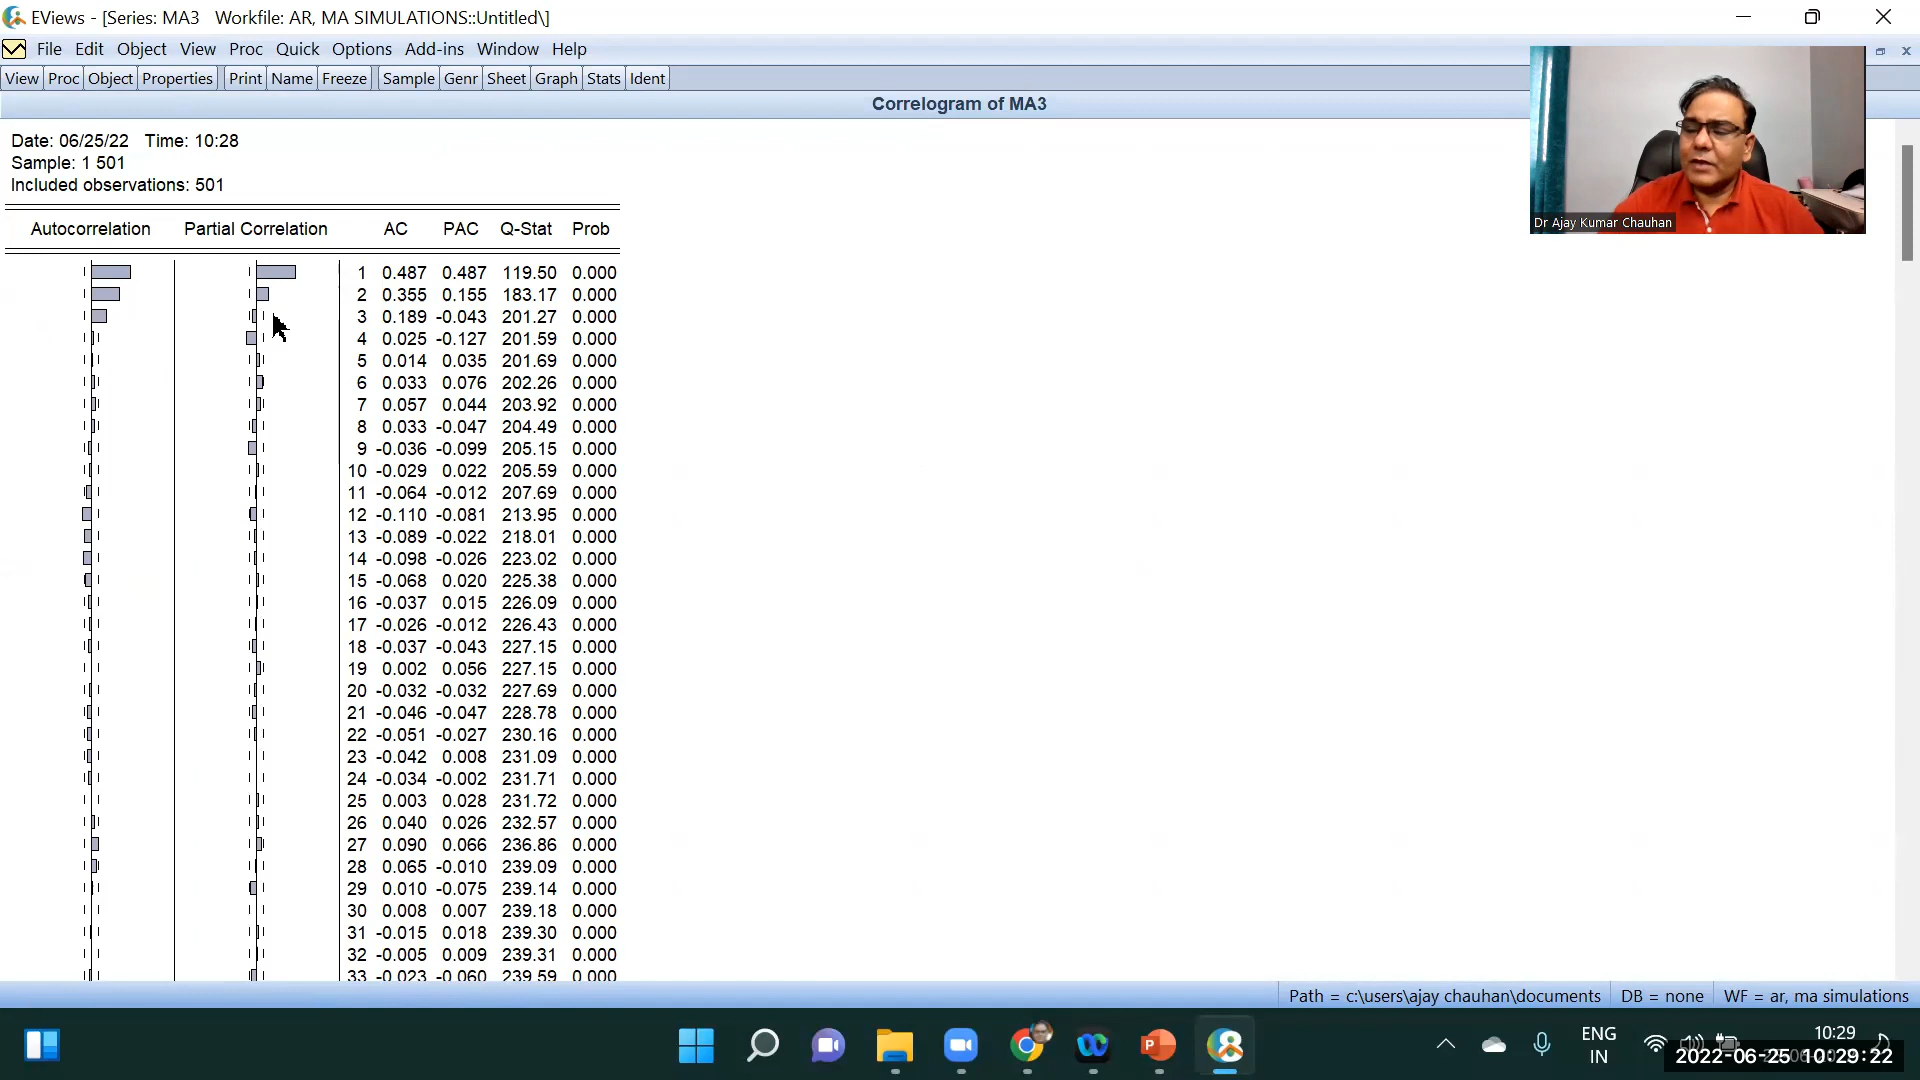 EViews - [Series: MA3   Workfile: AR, MA SIMULATIONS::Untitled\]
File Edit Object View Proc Quick Options Add-ins Window Help
View Proc Object Properties Print Name Freeze Sample Genr Sheet Graph Stats Ident
Correlogram of MA3
Date: 06/25/22   Time: 10:28
Sample: 1 501
Included observations: 501
Autocorrelation Partial Correlation AC PAC Q-Stat Prob
1 0.487 0.487 119.50 0.000
2 0.355 0.155 183.17 0.000
3 0.189 -0.043 201.27 0.000
4 0.025 -0.127 201.59 0.000
5 0.014 0.035 201.69 0.000
6 0.033 0.076 202.26 0.000
7 0.057 0.044 203.92 0.000
8 0.033 -0.047 204.49 0.000
9 -0.036 -0.099 205.15 0.000
10 -0.029 0.022 205.59 0.000
11 -0.064 -0.012 207.69 0.000
12 -0.110 -0.081 213.95 0.000
13 -0.089 -0.022 218.01 0.000
14 -0.098 -0.026 223.02 0.000
15 -0.068 0.020 225.38 0.000
16 -0.037 0.015 226.09 0.000
17 -0.026 -0.012 226.43 0.000
18 -0.037 -0.043 227.15 0.000
19 0.002 0.056 227.15 0.000
20 -0.032 -0.032 227.69 0.000
21 -0.046 -0.047 228.78 0.000
22 -0.051 -0.027 230.16 0.000
23 -0.042 0.008 231.09 0.000
24 -0.034 -0.002 231.71 0.000
25 0.003 0.028 231.72 0.000
26 0.040 0.026 232.57 0.000
27 0.090 0.066 236.86 0.000
28 0.065 -0.010 239.09 0.000
29 0.010 -0.075 239.14 0.000
30 0.008 0.007 239.18 0.000
31 -0.015 0.018 239.30 0.000
32 -0.005 0.009 239.31 0.000
33 -0.023 -0.060 239.59 0.000
Dr Ajay Kumar Chauhan
Path = c:\users\ajay chauhan\documents DB = none WF = ar, ma simulations
ENG
IN
10:29
2022-06-25 10:29:22